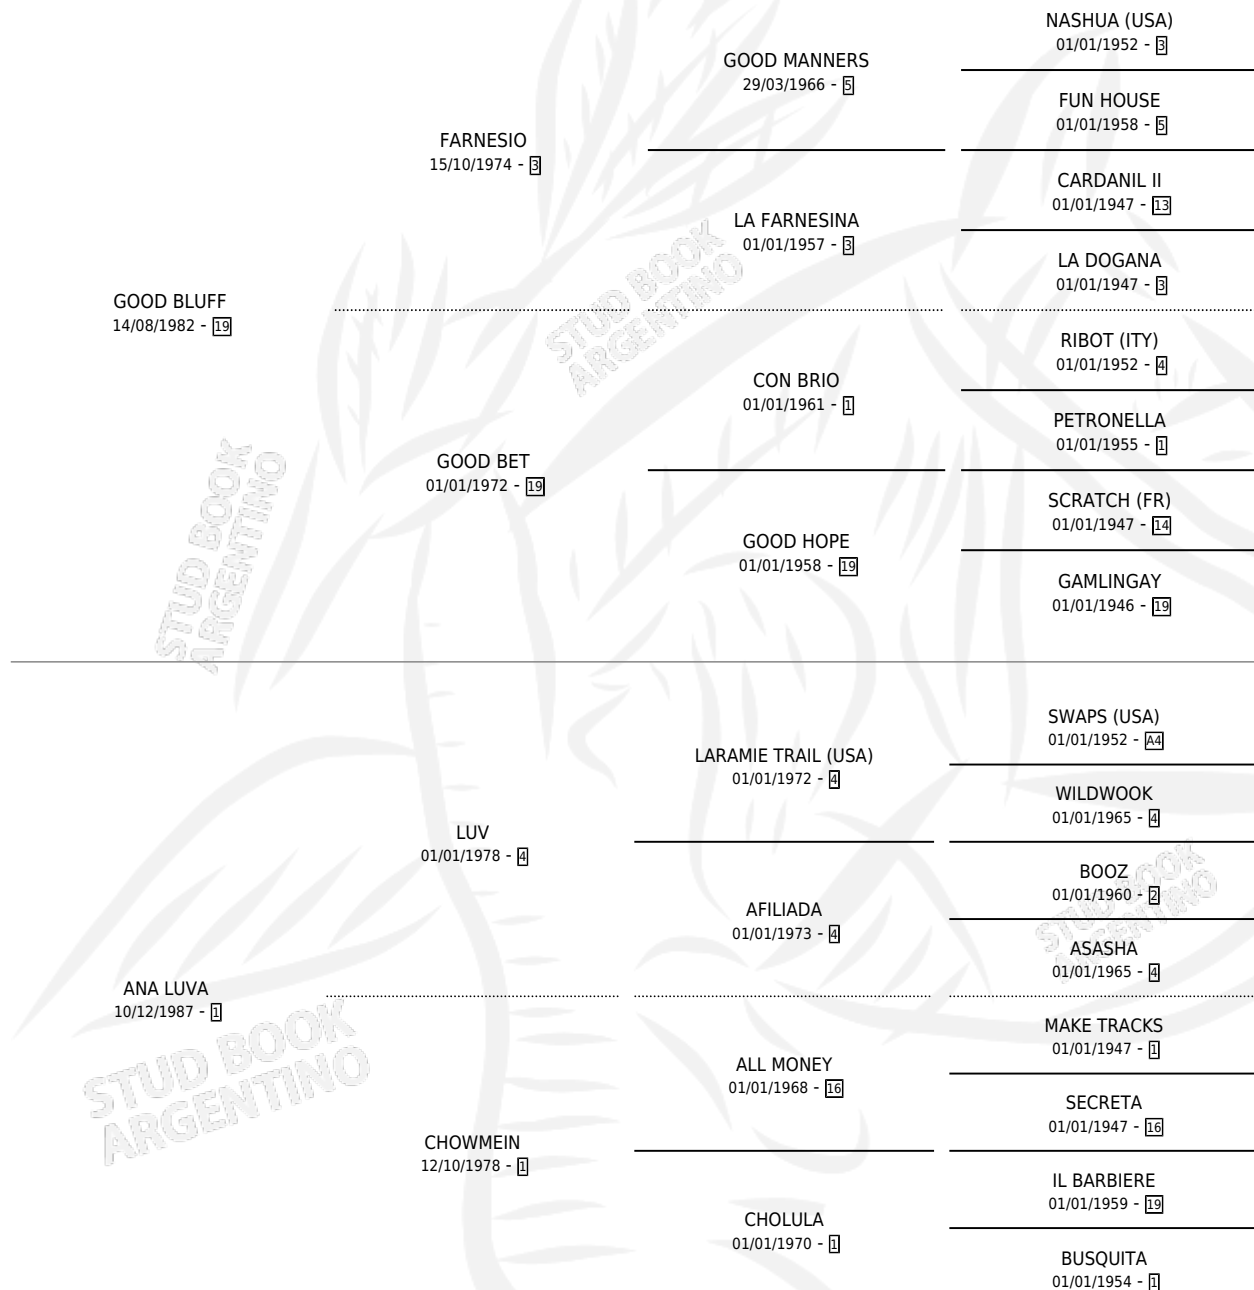 NASHUA (USA)
01/01/1952 - 3
GOOD MANNERS
29/03/1966 - 5
FUN HOUSE
01/01/1958 - 5
FARNESIO
15/10/1974 - 3
CARDANIL II
01/01/1947 - 13
LA FARNESINA
01/01/1957 - 3
LA DOGANA
01/01/1947 - 3
GOOD BLUFF
14/08/1982 - 19
RIBOT (ITY)
01/01/1952 - 4
CON BRIO
01/01/1961 - 1
PETRONELLA
01/01/1955 - 1
GOOD BET
01/01/1972 - 19
SCRATCH (FR)
01/01/1947 - 14
GOOD HOPE
01/01/1958 - 19
GAMLINGAY
01/01/1946 - 19
SWAPS (USA)
01/01/1952 - A4
LARAMIE TRAIL (USA)
01/01/1972 - 4
WILDWOOK
01/01/1965 - 4
LUV
01/01/1978 - 4
BOOZ
01/01/1960 - 2
AFILIADA
01/01/1973 - 4
ASASHA
01/01/1965 - 4
ANA LUVA
10/12/1987 - 1
MAKE TRACKS
01/01/1947 - 1
ALL MONEY
01/01/1968 - 16
SECRETA
01/01/1947 - 16
CHOWMEIN
12/10/1978 - 1
IL BARBIERE
01/01/1959 - 19
CHOLULA
01/01/1970 - 1
BUSQUITA
01/01/1954 - 1
STUD BOOK
ARGENTINO
STUD BOOK
ARGENTINO
STUD BOOK
ARGENTINO
STUD BOOK
ARGENTINO